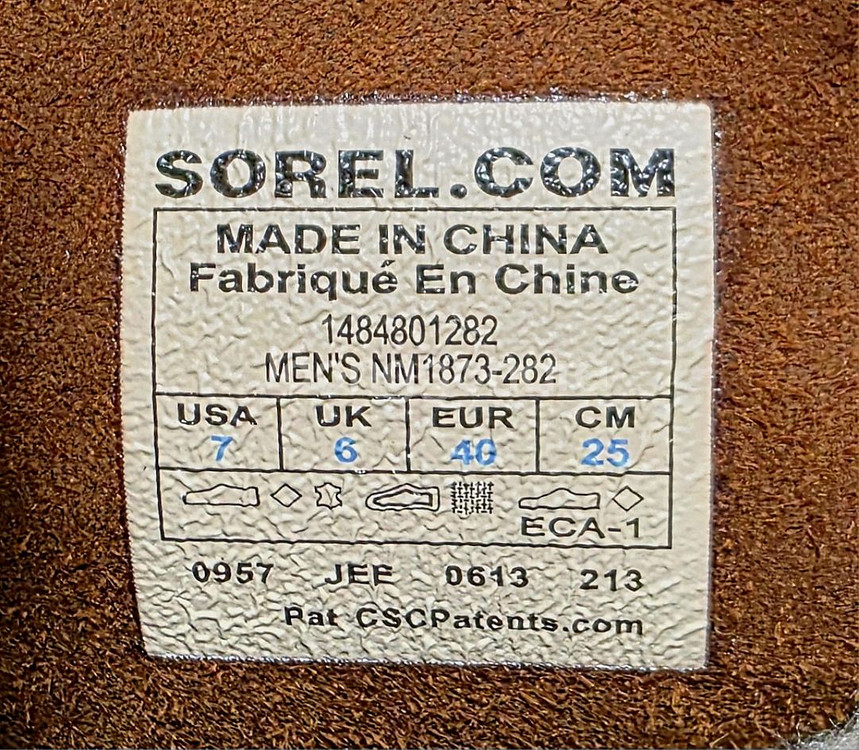 SOREL.COM
MADE IN CHINA
Fabriqué En Chine
1484801282
MEN'S NM1873-282
USA UK EUR CM
7 6 40 25
ECA-1
0957 JEE 0613 213
Pat CSCPatents.com